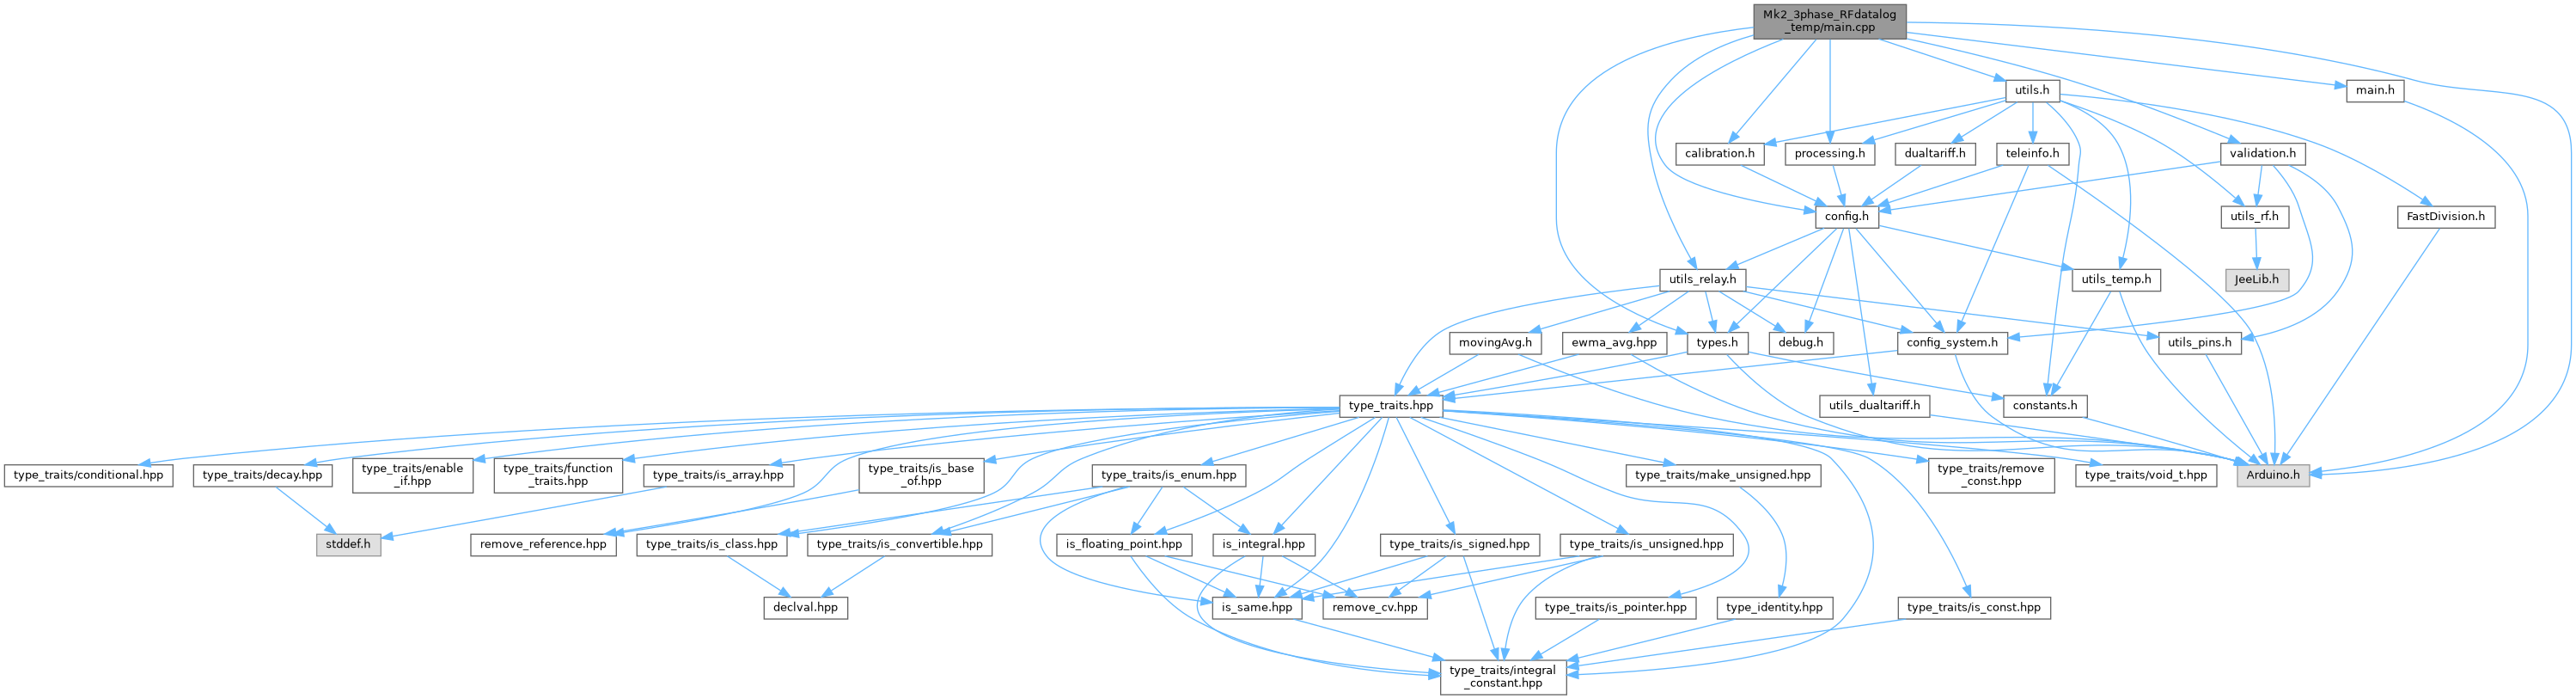 Mk2_3phase_RFdatalog
_temp/main.cpp
utils.h
main.h
calibration.h
processing.h
dualtariff.h
teleinfo.h
validation.h
config.h
utils_rf.h
FastDivision.h
utils_relay.h
utils_temp.h
JeeLib.h
movingAvg.h
ewma_avg.hpp
types.h
debug.h
config_system.h
utils_pins.h
type_traits.hpp
utils_dualtariff.h
constants.h
type_traits/conditional.hpp
type_traits/decay.hpp
type_traits/enable
_if.hpp
type_traits/function
_traits.hpp
type_traits/is_array.hpp
type_traits/is_base
_of.hpp
type_traits/is_enum.hpp
type_traits/make_unsigned.hpp
type_traits/remove
_const.hpp
type_traits/void_t.hpp
Arduino.h
stddef.h
remove_reference.hpp
type_traits/is_class.hpp
type_traits/is_convertible.hpp
is_floating_point.hpp
is_integral.hpp
type_traits/is_signed.hpp
type_traits/is_unsigned.hpp
declval.hpp
is_same.hpp
remove_cv.hpp
type_traits/is_pointer.hpp
type_identity.hpp
type_traits/is_const.hpp
type_traits/integral
_constant.hpp